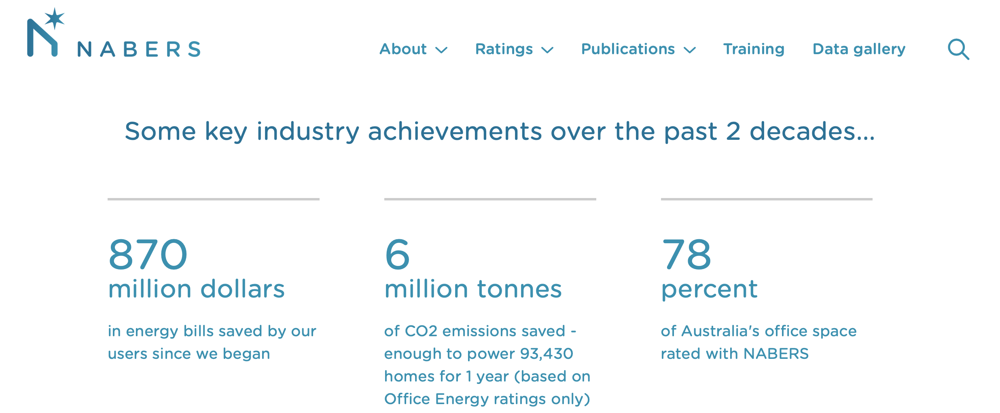 NABERS
About
Ratings
Publications
Training
Data gallery
Some key industry achievements over the past 2 decades...
870
million dollars
in energy bills saved by our
users since we began
6
million tonnes
of CO2 emissions saved -
enough to power 93,430
homes for 1 year (based on
Office Energy ratings only)
78
percent
of Australia's office space
rated with NABERS